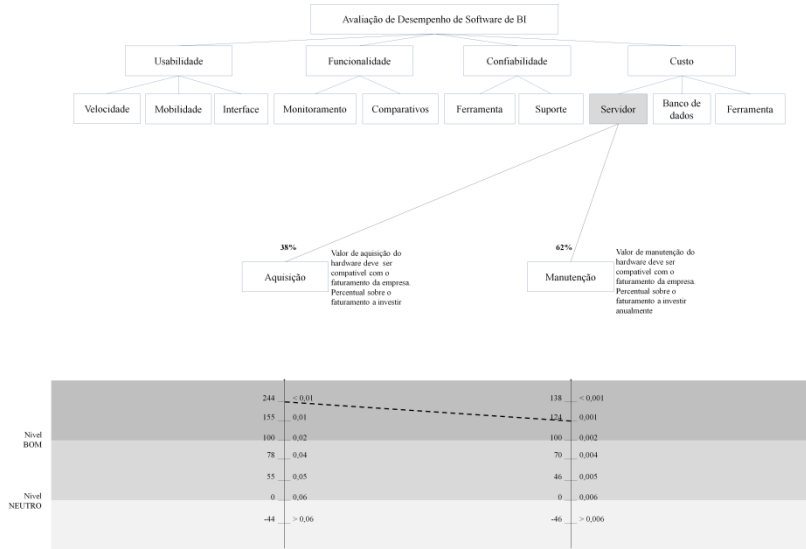 Avaliação de Desempenho de Software de BI
Usabilidade
Funcionalidade
Confiabilidade
Custo
Velocidade
Mobilidade
Interface
Monitoramento
Comparativos
Ferramenta
Suporte
Servidor
Banco de
dados
Ferramenta
38%
Aquisição
Valor de aquisição do
hardware deve ser
compatível com o
faturamento da empresa.
Percentual sobre o
faturamento a investir
62%
Manutenção
Valor de manutenção do
hardware deve ser
compatível com o
faturamento da empresa.
Percentual sobre o
faturamento a investir
anualmente
244 < 0,01
155 0,01
100 0,02
78 0,04
55 0,05
0 0,06
-44 > 0,06
138 < 0,001
124 0,001
100 0,002
70 0,004
46 0,005
0 0,006
-46 > 0,006
Nivel
BOM
Nivel
NEUTRO